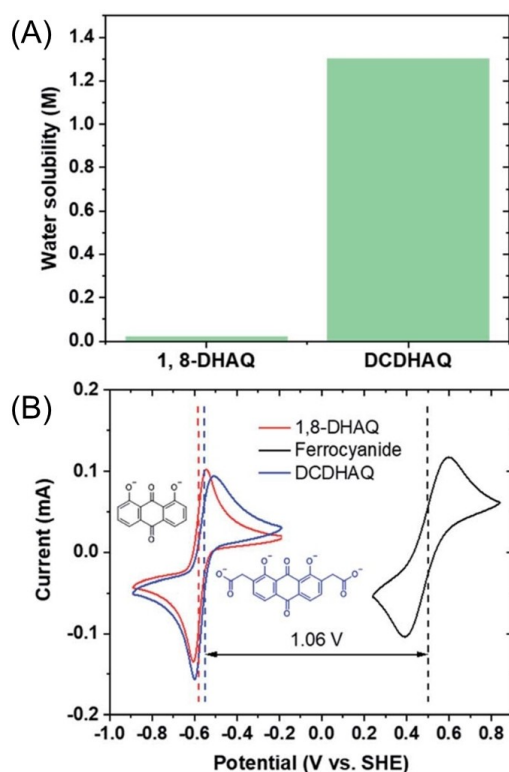 (A)
Water solubility (M)
1.4
1.2
1.0
0.8
0.6
0.4
0.2
0.0
1, 8-DHAQ
DCDHAQ
(B)
Current (mA)
0.2
0.1
0.0
-0.1
-0.2
1,8-DHAQ
Ferrocyanide
DCDHAQ
O⁻ O O⁻
O
O⁻ O⁻ O O⁻ O⁻
O O O
1.06 V
-1.0 -0.8 -0.6 -0.4 -0.2 0.0 0.2 0.4 0.6 0.8
Potential (V vs. SHE)